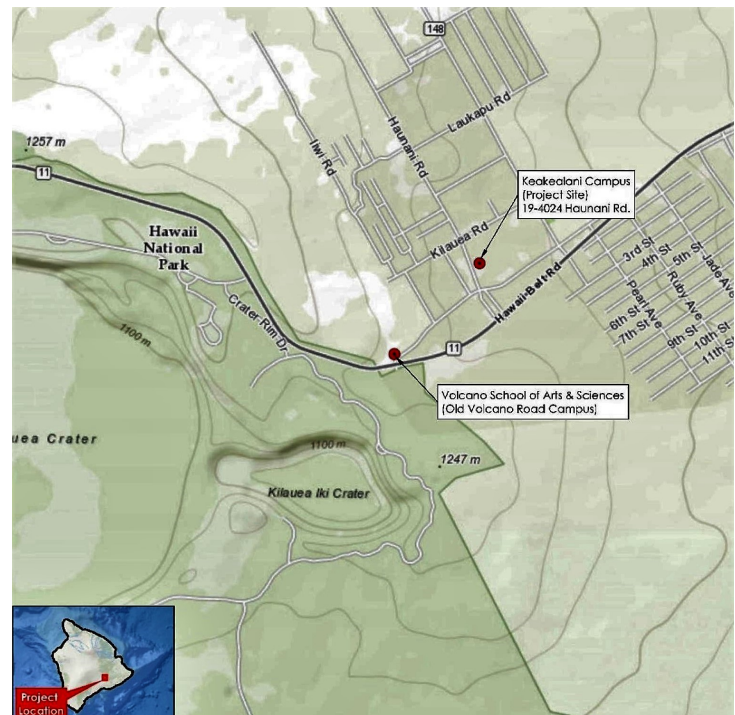 148
Laukapu Rd
Iiwi Rd
Haunani Rd
1257 m
11
Keakealani Campus
(Project Site)
19-4024 Haunani Rd.
Hawaii
National
Park
Kilauea Rd
3rd St
4th St
5th St
Jade Ave
Hawaii Belt Rd
Pearl Ave
Ruby Ave
6th St
7th St
9th St
10th St
11th St
Crater Rim Dr
1100 m
11
Volcano School of Arts & Sciences
(Old Volcano Road Campus)
uea Crater
1100 m
1247 m
Kilauea Iki Crater
Project
Location